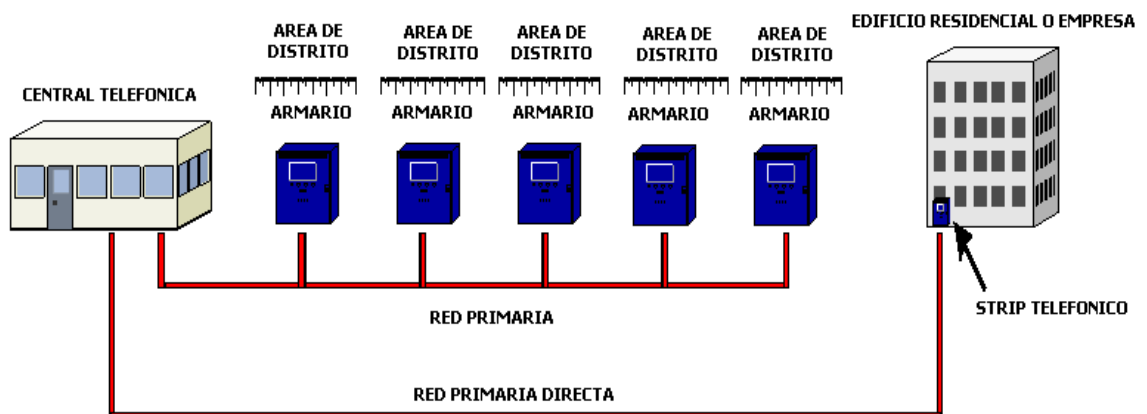 EDIFICIO RESIDENCIAL O EMPRESA
AREA DE
DISTRITO
AREA DE
DISTRITO
AREA DE
DISTRITO
AREA DE
DISTRITO
AREA DE
DISTRITO
CENTRAL TELEFONICA
ARMARIO
ARMARIO
ARMARIO
ARMARIO
ARMARIO
STRIP TELEFONICO
RED PRIMARIA
RED PRIMARIA DIRECTA